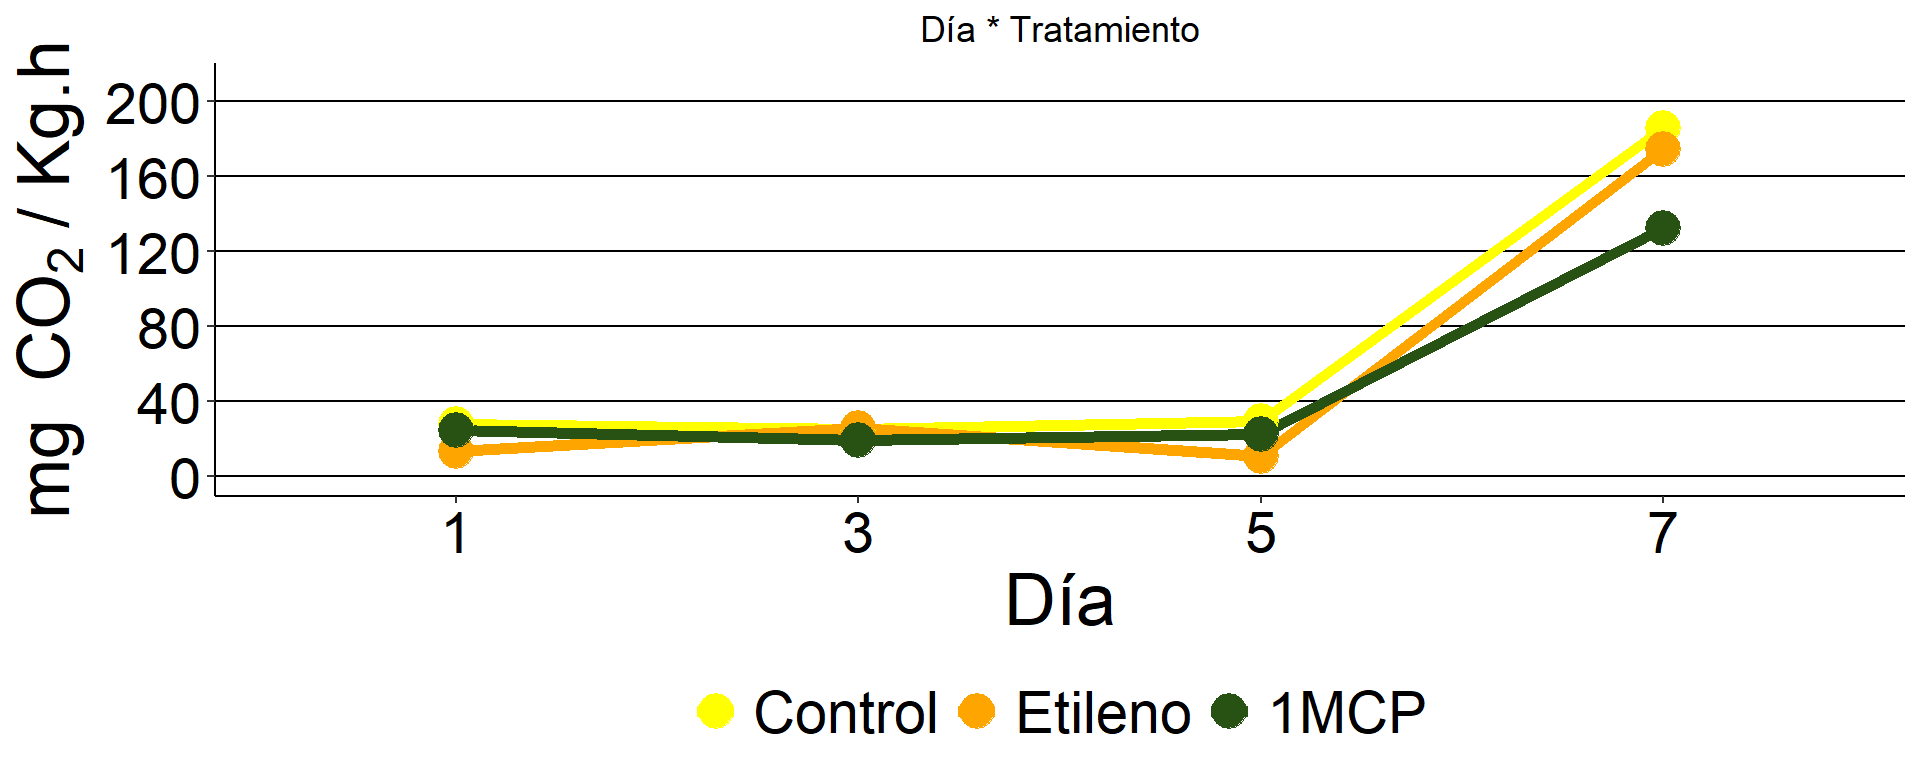 Día * Tratamiento
mg CO₂ / Kg.h
200
160
120
80
40
0
1 3 5 7
Día
Control Etileno 1MCP